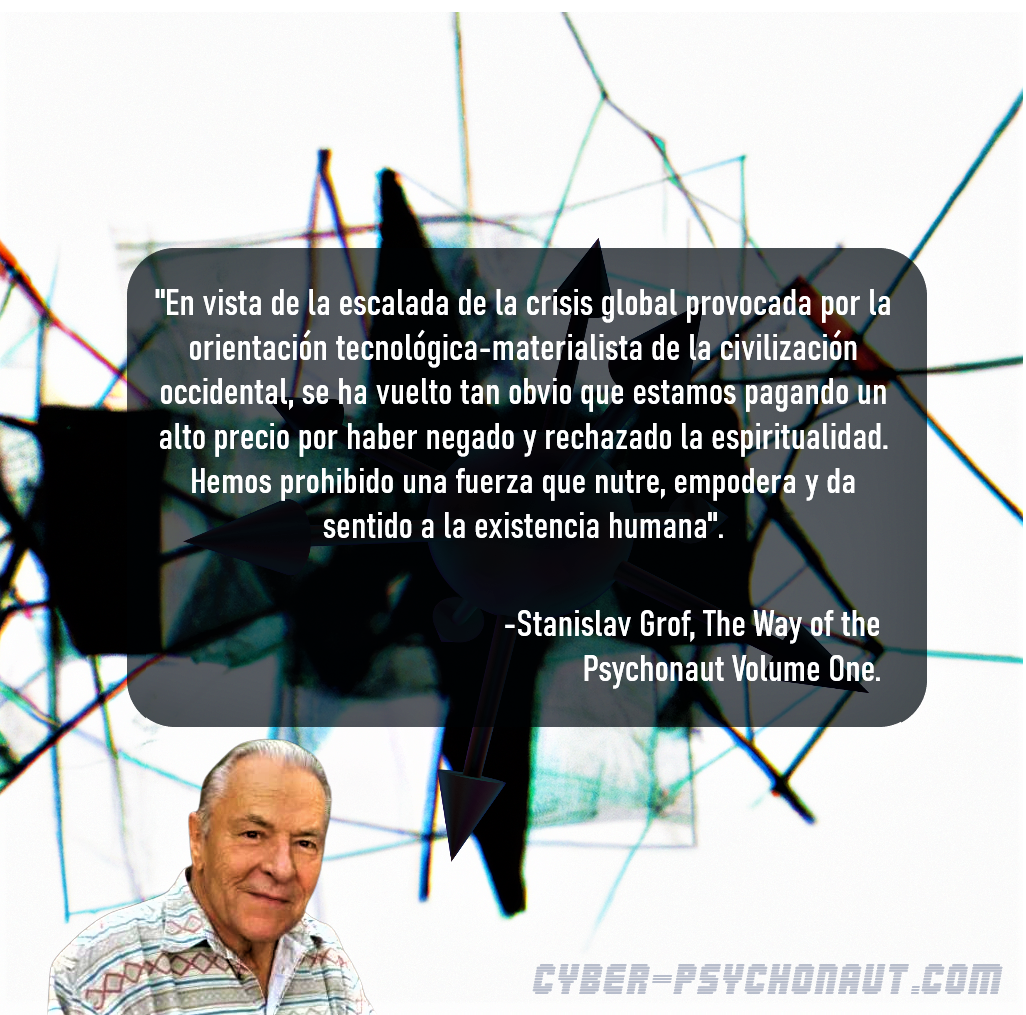 "En vista de la escalada de la crisis global provocada por la
orientación tecnológica-materialista de la civilización
occidental, se ha vuelto tan obvio que estamos pagando un
alto precio por haber negado y rechazado la espiritualidad.
Hemos prohibido una fuerza que nutre, empodera y da
sentido a la existencia humana".
-Stanislav Grof, The Way of the
Psychonaut Volume One.
CYBER-PSYCHONAUT.COM